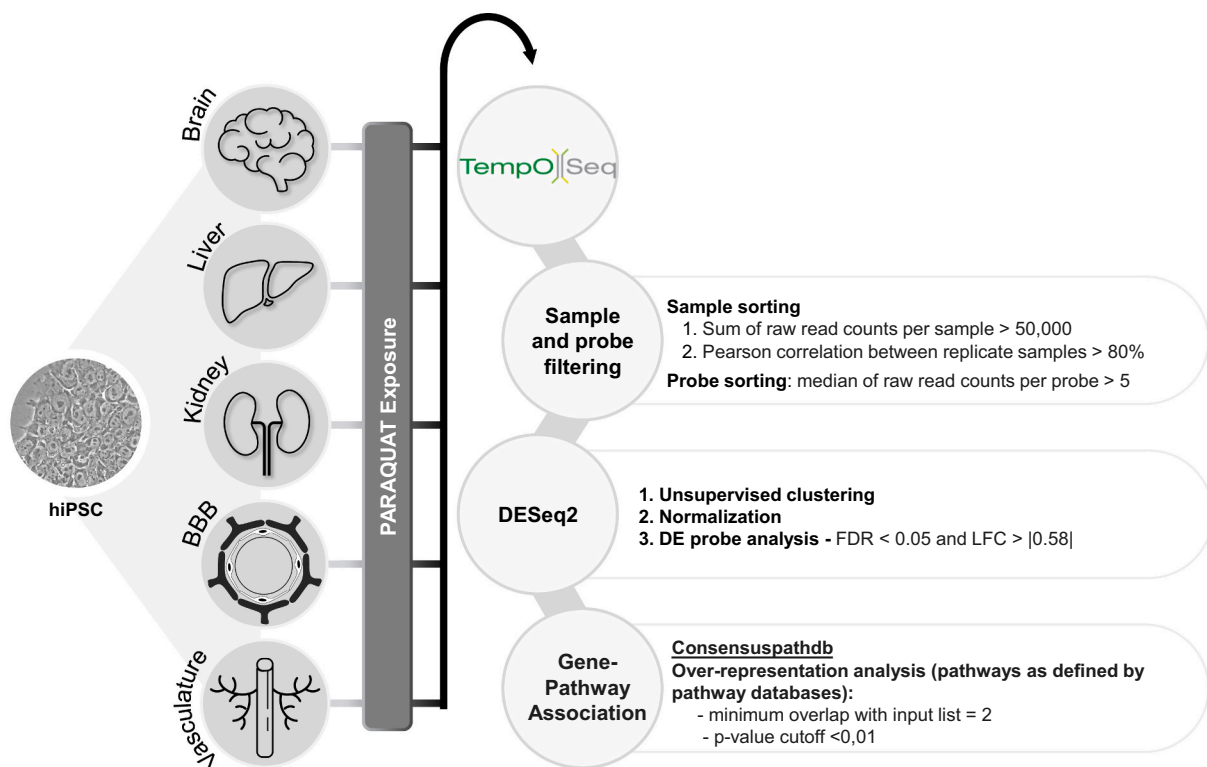 Brain
Liver
Kidney
BBB
Vasculature
hiPSC
PARAQUAT Exposure
TempO Seq
Sample
and probe
filtering
Sample sorting
1. Sum of raw read counts per sample > 50,000
2. Pearson correlation between replicate samples > 80%
Probe sorting: median of raw read counts per probe > 5
DESeq2
1. Unsupervised clustering
2. Normalization
3. DE probe analysis - FDR < 0.05 and LFC > |0.58|
Gene-
Pathway
Association
Consensuspathdb
Over-representation analysis (pathways as defined by
pathway databases):
- minimum overlap with input list = 2
- p-value cutoff <0,01